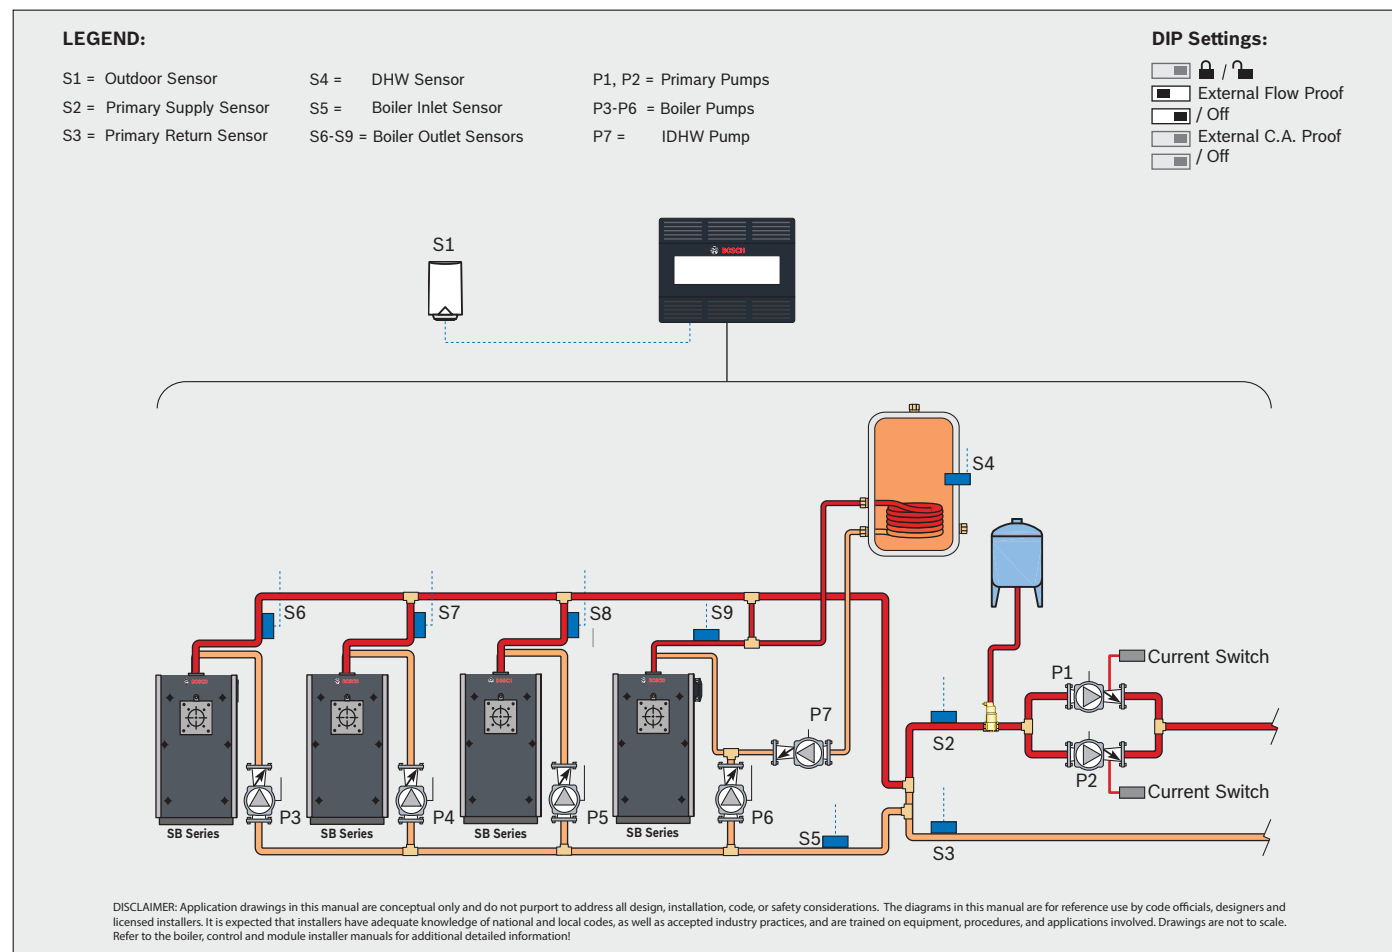 LEGEND:
DIP Settings:
S1 = Outdoor Sensor
S4 = DHW Sensor
P1, P2 = Primary Pumps
/
S2 = Primary Supply Sensor
S5 = Boiler Inlet Sensor
P3-P6 = Boiler Pumps
External Flow Proof
/ Off
S3 = Primary Return Sensor
S6-S9 = Boiler Outlet Sensors
P7 = IDHW Pump
External C.A. Proof
/ Off
S1
BOSCH
S4
S6
S7
S8
S9
BOSCH
BOSCH
BOSCH
BOSCH
Current Switch
P1
P7
S2
P2
Current Switch
P3
P4
P5
P6
SB Series
SB Series
SB Series
SB Series
S5
S3
DISCLAIMER: Application drawings in this manual are conceptual only and do not purport to address all design, installation, code, or safety considerations. The diagrams in this manual are for reference use by code officials, designers and
licensed installers. It is expected that installers have adequate knowledge of national and local codes, as well as accepted industry practices, and are trained on equipment, procedures, and applications involved. Drawings are not to scale.
Refer to the boiler, control and module installer manuals for additional detailed information!